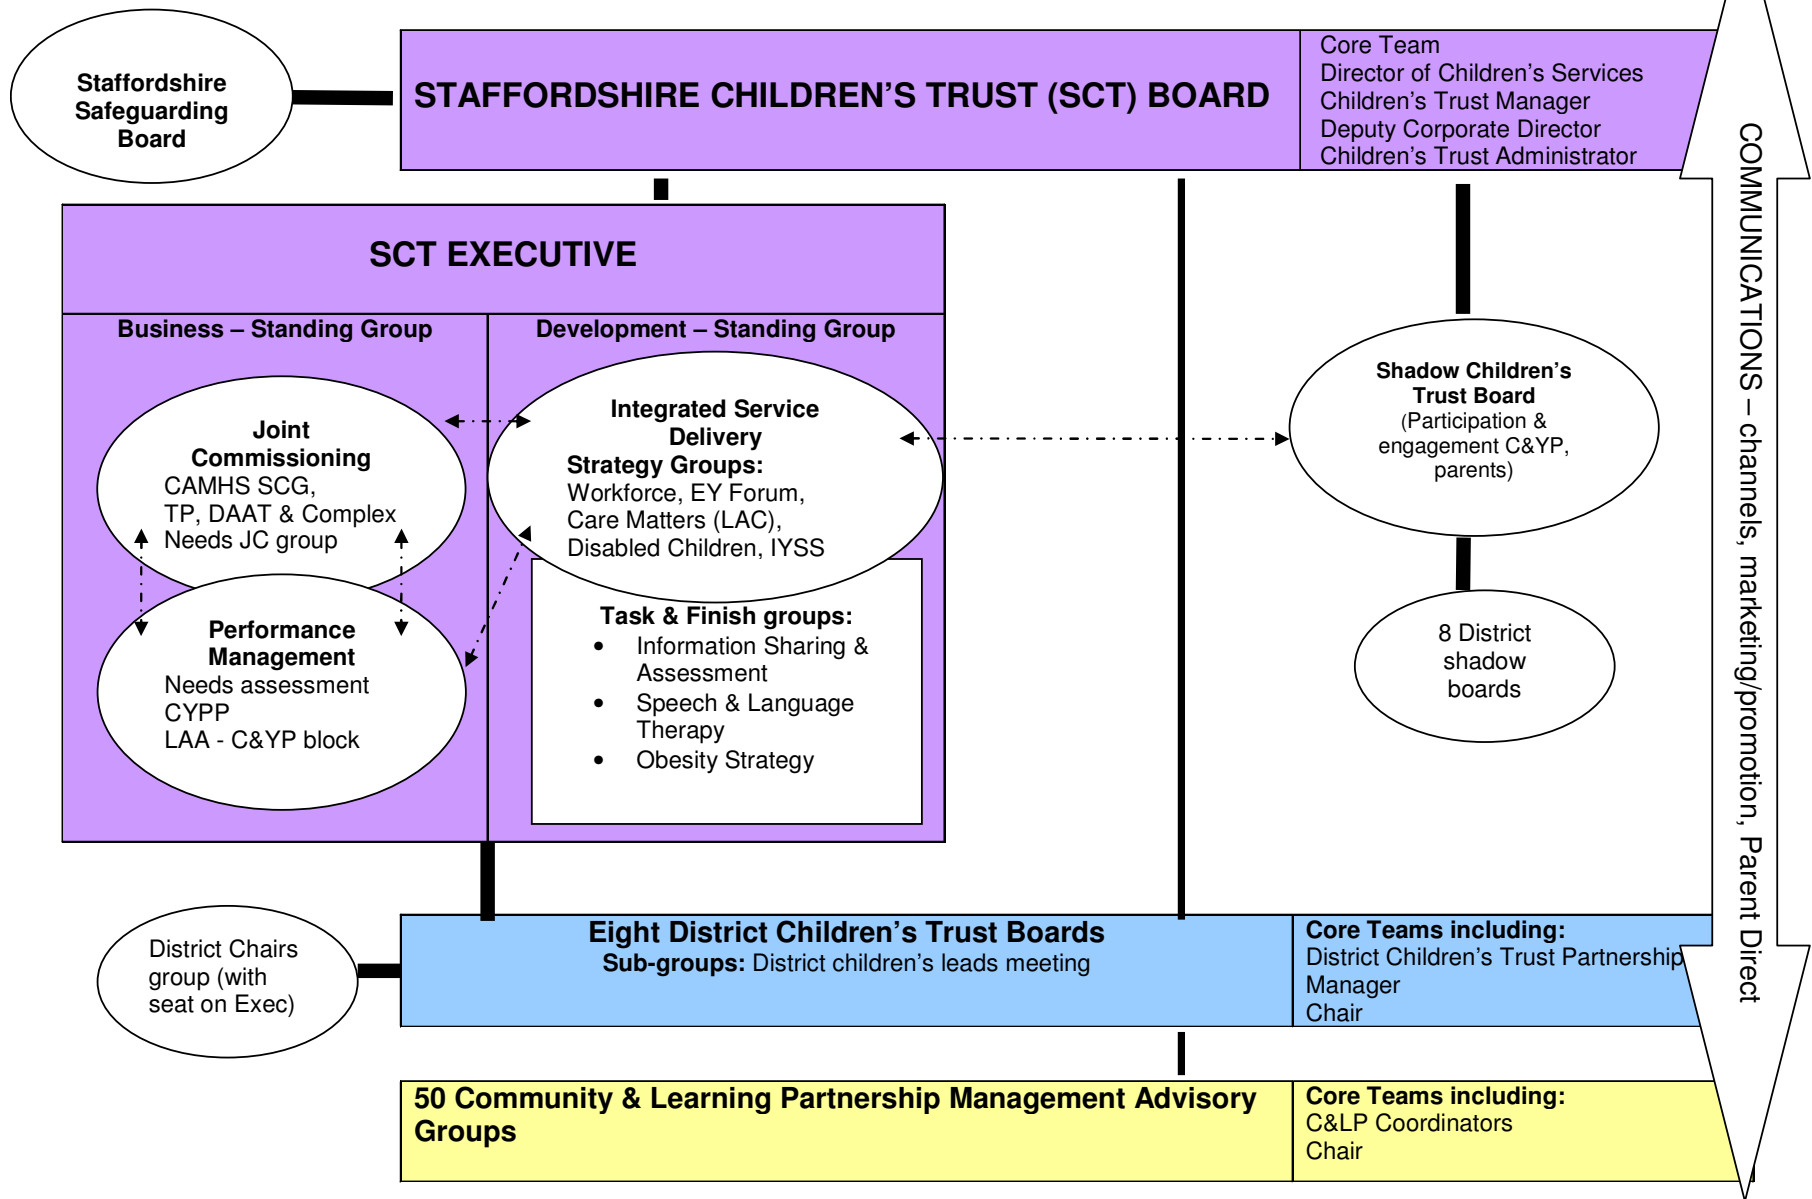 Staffordshire
Safeguarding
Board
STAFFORDSHIRE CHILDREN’S TRUST (SCT) BOARD
Core Team
Director of Children’s Services
Children’s Trust Manager
Deputy Corporate Director
Children’s Trust Administrator
SCT EXECUTIVE
Business – Standing Group
Development – Standing Group
Joint
Commissioning
CAMHS SCG,
TP, DAAT & Complex
Needs JC group
Performance
Management
Needs assessment
CYPP
LAA - C&YP block
Integrated Service
Delivery
Strategy Groups:
Workforce, EY Forum,
Care Matters (LAC),
Disabled Children, IYSS
Task & Finish groups:
• Information Sharing &
Assessment
• Speech & Language
Therapy
• Obesity Strategy
Shadow Children’s
Trust Board
(Participation &
engagement C&YP,
parents)
8 District
shadow
boards
COMMUNICATIONS – channels, marketing/promotion, Parent Direct
District Chairs
group (with
seat on Exec)
Eight District Children’s Trust Boards
Sub-groups: District children’s leads meeting
Core Teams including:
District Children’s Trust Partnership
Manager
Chair
50 Community & Learning Partnership Management Advisory
Groups
Core Teams including:
C&LP Coordinators
Chair